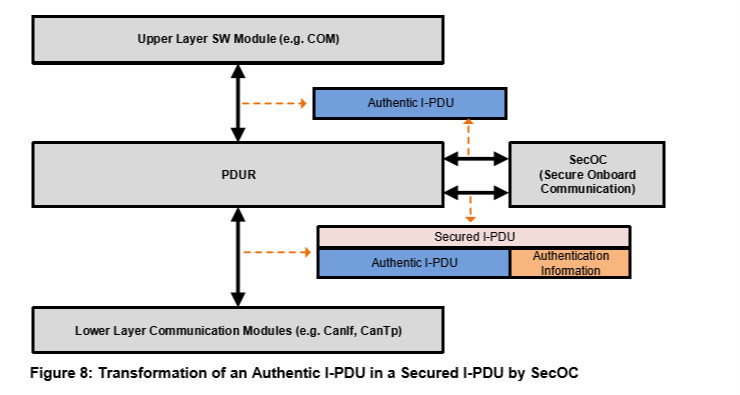 Upper Layer SW Module (e.g. COM)
Authentic I-PDU
PDUR
SecOC
(Secure Onboard
Communication)
Secured I-PDU
Authentic I-PDU
Authentication
Information
Lower Layer Communication Modules (e.g. CanIf, CanTp)
Figure 8: Transformation of an Authentic I-PDU in a Secured I-PDU by SecOC